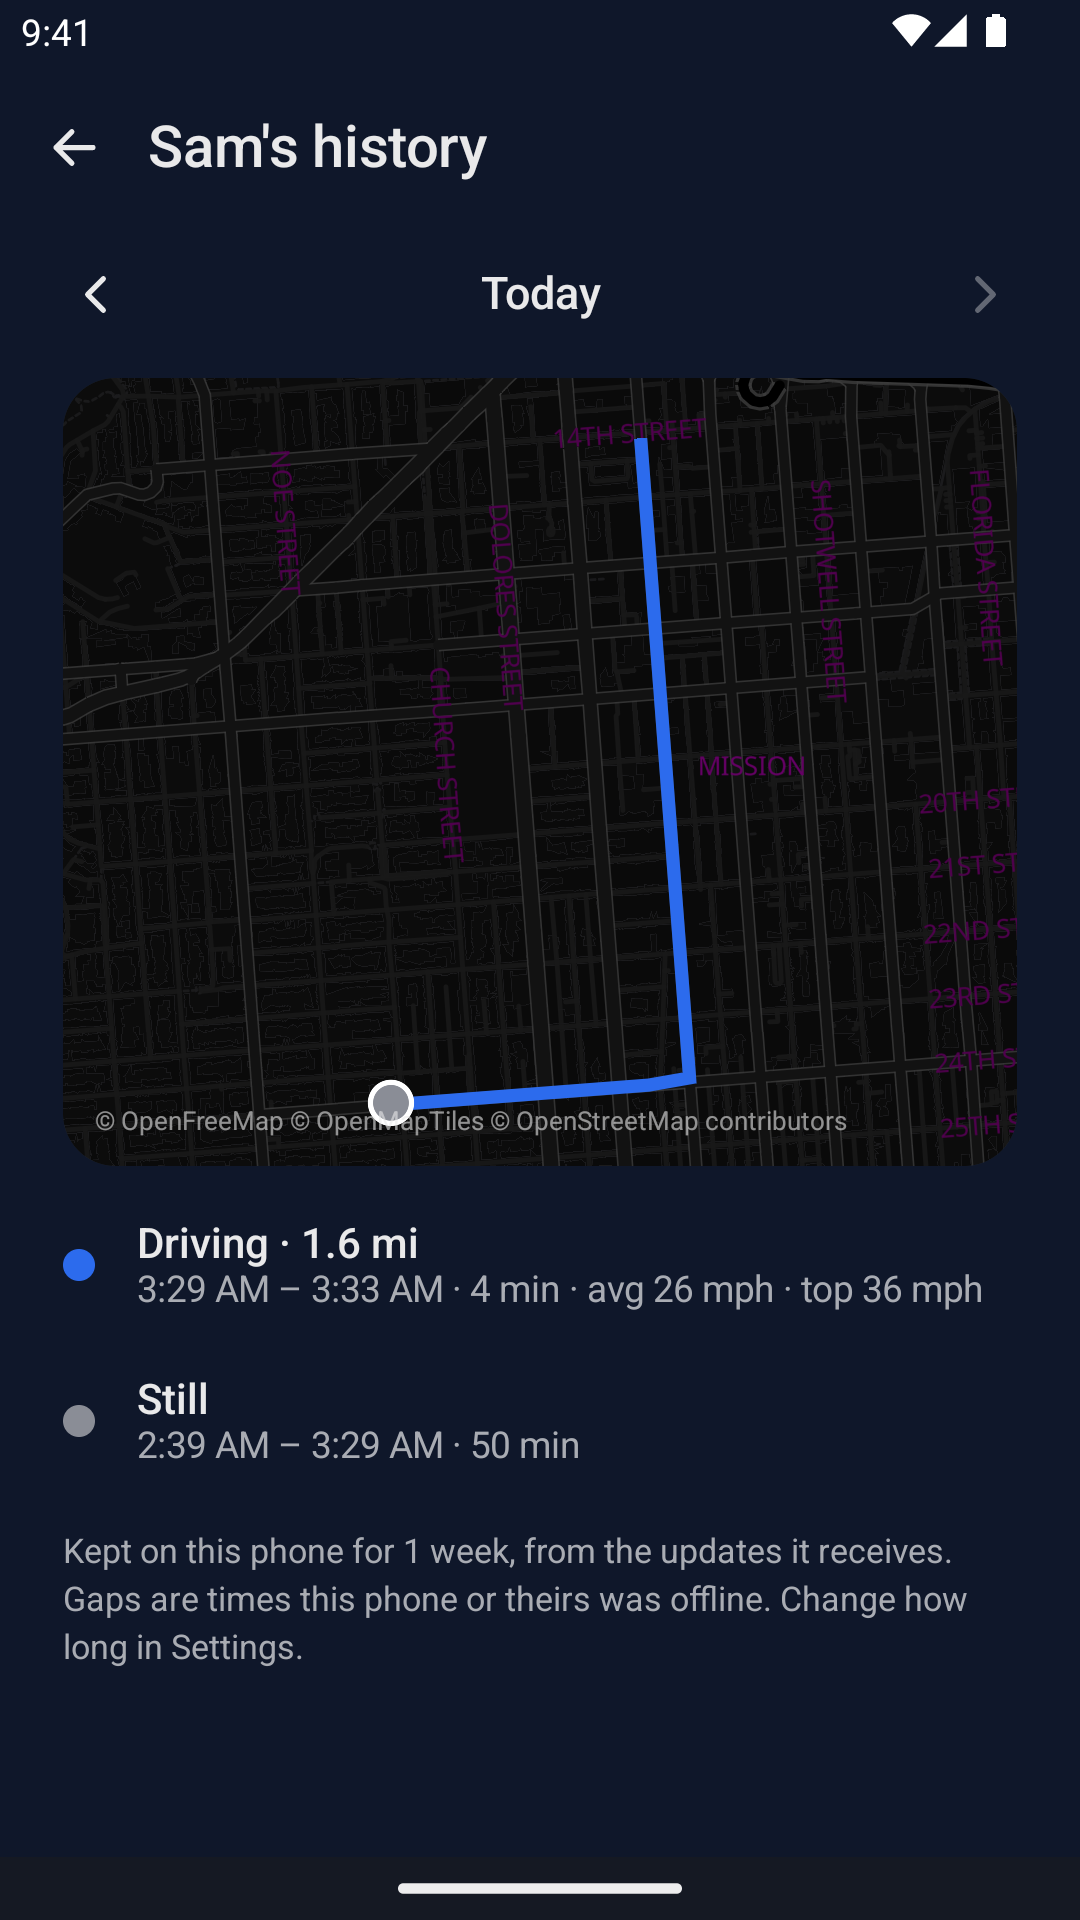 9:41
Sam's history
Today
14TH STREET
NOE STREET
DOLORES STREET
SHOTWELL STREET
FLORIDA STREET
CHURCH STREET
MISSION
20TH ST
21ST ST
22ND ST
23RD S
24TH S
25TH S
© OpenFreeMap © OpenMapTiles © OpenStreetMap contributors
Driving · 1.6 mi
3:29 AM – 3:33 AM · 4 min · avg 26 mph · top 36 mph
Still
2:39 AM – 3:29 AM · 50 min
Kept on this phone for 1 week, from the updates it receives.
Gaps are times this phone or theirs was offline. Change how
long in Settings.